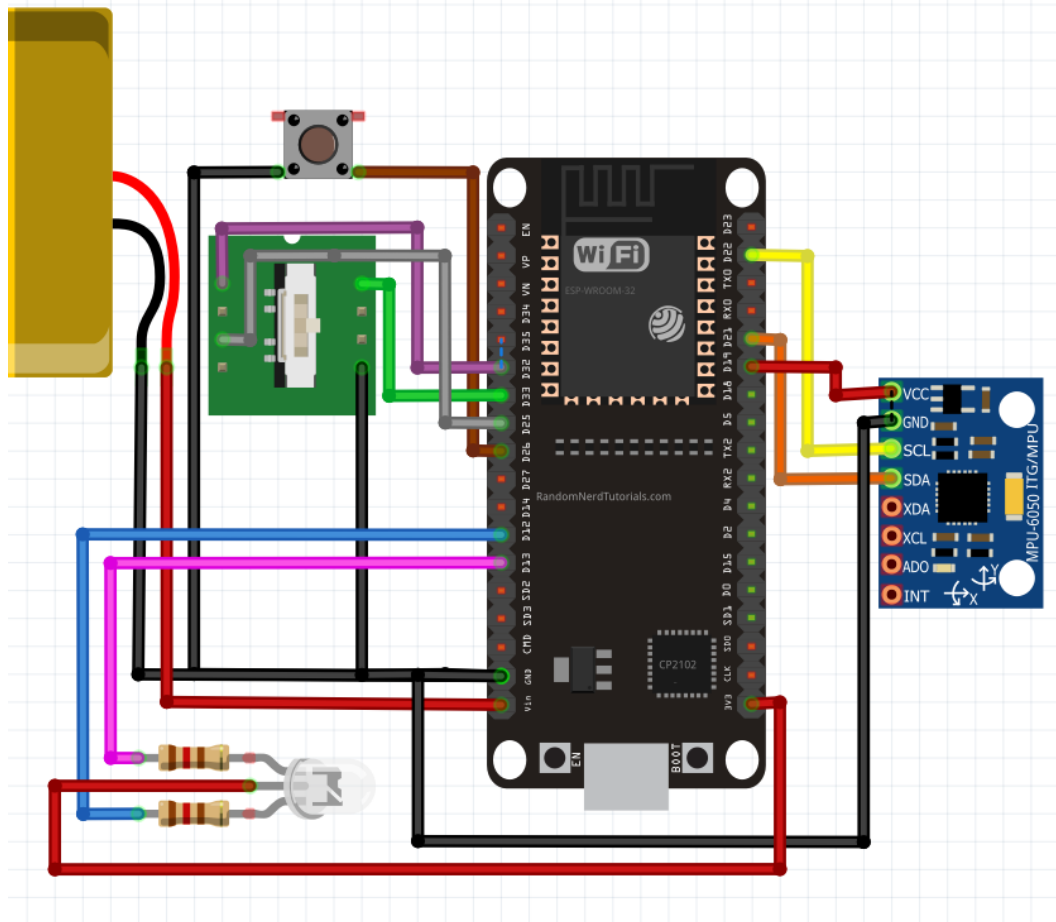 EN
VP
VN
D34
D35
D32
D33
D25
D26
D27
D14
D12
D13
SD2
SD3
CMD
GND
Vin
WiFi
ESP-WROOM-32
RandomNerdTutorials.com
CP2102
EN
BOOT
D23
D22
TX0
RX0
D21
D19
D18
D5
TX2
RX2
D4
D2
D15
D0
SD1
SD0
CLK
3V3
VCC
GND
SCL
SDA
XDA
XCL
ADO
INT
MPU-6050 ITG/MPU
Y
X